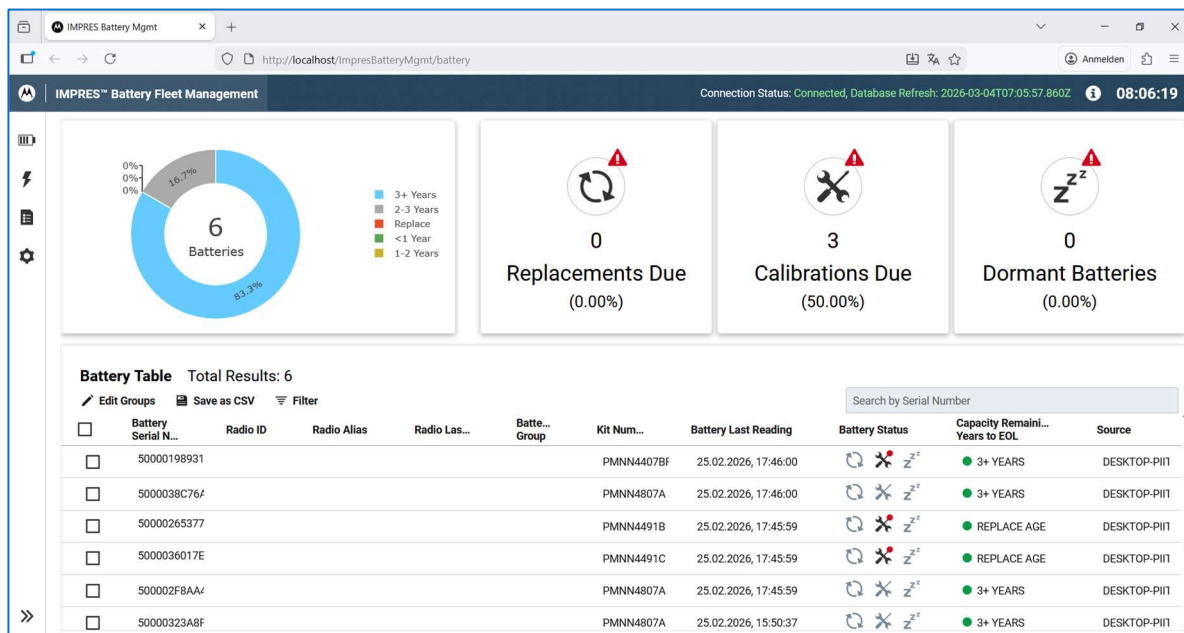 IMPRES Battery Mgmt
http://localhost/ImpresBatteryMgmt/battery
Anmelden
IMPRES™ Battery Fleet Management
Connection Status: Connected, Database Refresh: 2026-03-04T07:05:57.860Z
08:06:19
0%
0%
0%
16.7%
6
Batteries
83.3%
3+ Years
2-3 Years
Replace
<1 Year
1-2 Years
0
Replacements Due
(0.00%)
3
Calibrations Due
(50.00%)
0
Dormant Batteries
(0.00%)
Battery Table Total Results: 6
Edit Groups Save as CSV Filter
Search by Serial Number
Battery Serial N... Radio ID Radio Alias Radio Las... Batte... Group Kit Num... Battery Last Reading Battery Status Capacity Remaini... Years to EOL Source
50000198931 PMNN4407BF 25.02.2026, 17:46:00 3+ YEARS DESKTOP-PII1
5000038C76A PMNN4807A 25.02.2026, 17:46:00 3+ YEARS DESKTOP-PII1
50000265377 PMNN4491B 25.02.2026, 17:45:59 REPLACE AGE DESKTOP-PII1
5000036017E PMNN4491C 25.02.2026, 17:45:59 REPLACE AGE DESKTOP-PII1
500002F8AA4 PMNN4807A 25.02.2026, 17:45:59 3+ YEARS DESKTOP-PII1
50000323A8F PMNN4807A 25.02.2026, 15:50:37 3+ YEARS DESKTOP-PII1